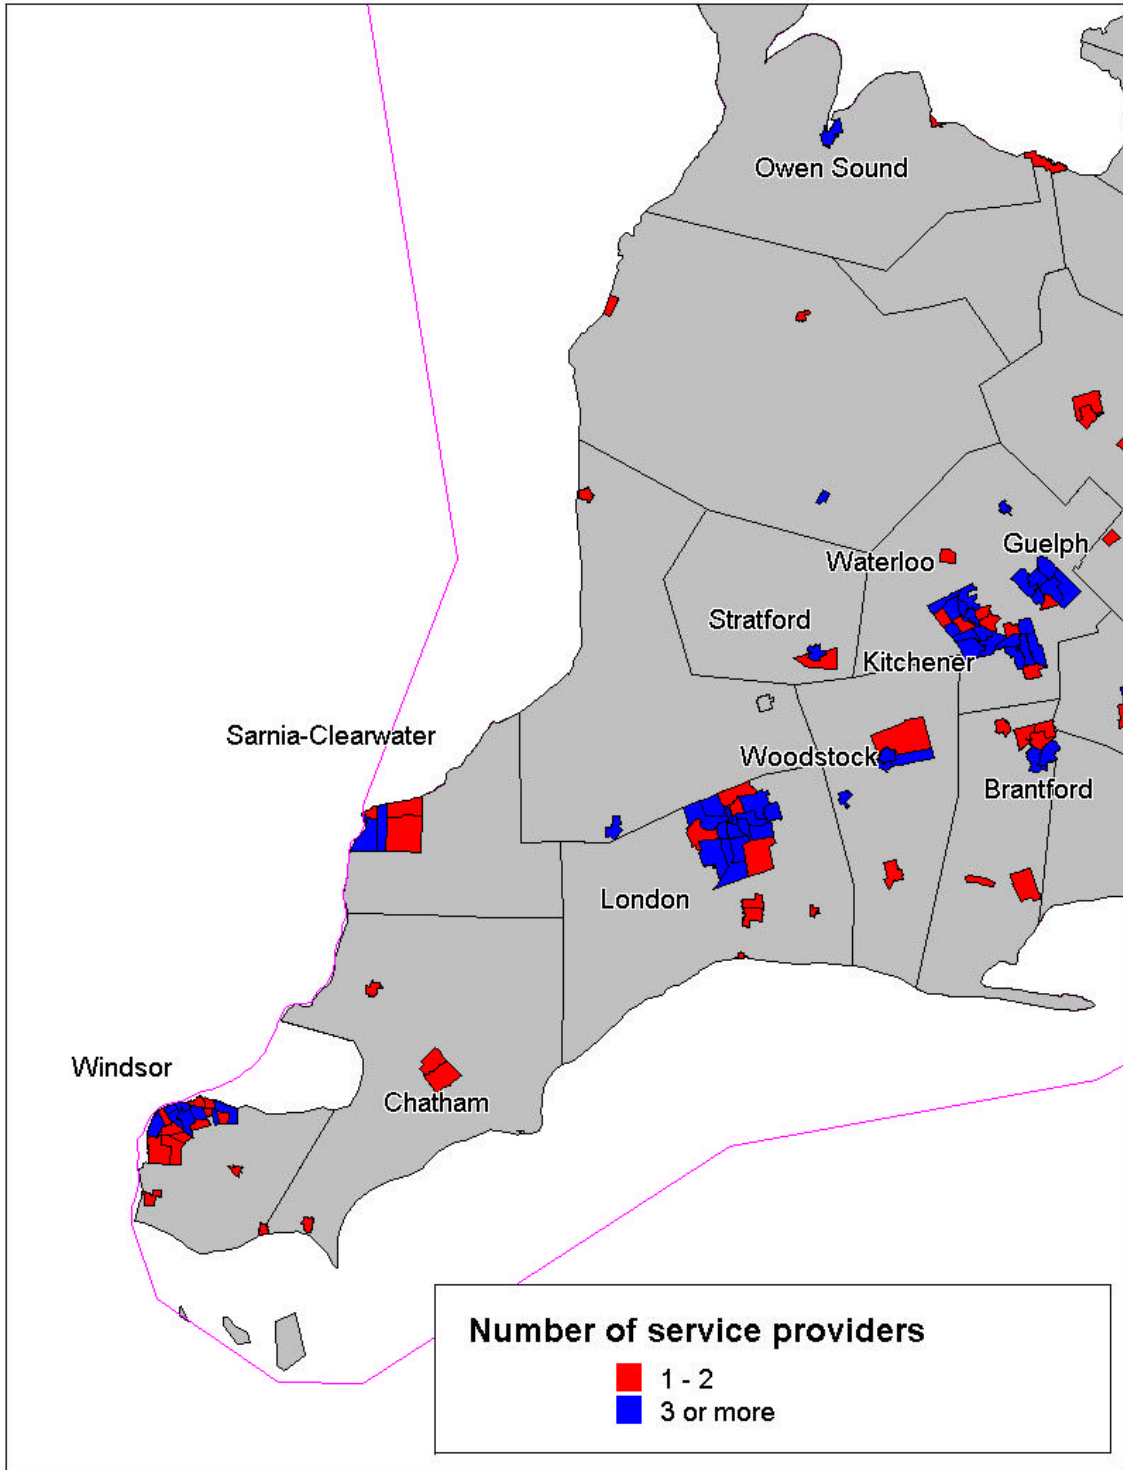 Owen Sound
Guelph
Waterloo
Stratford
Kitchener
Sarnia-Clearwater
Woodstock
Brantford
London
Windsor
Chatham
Number of service providers
1 - 2
3 or more